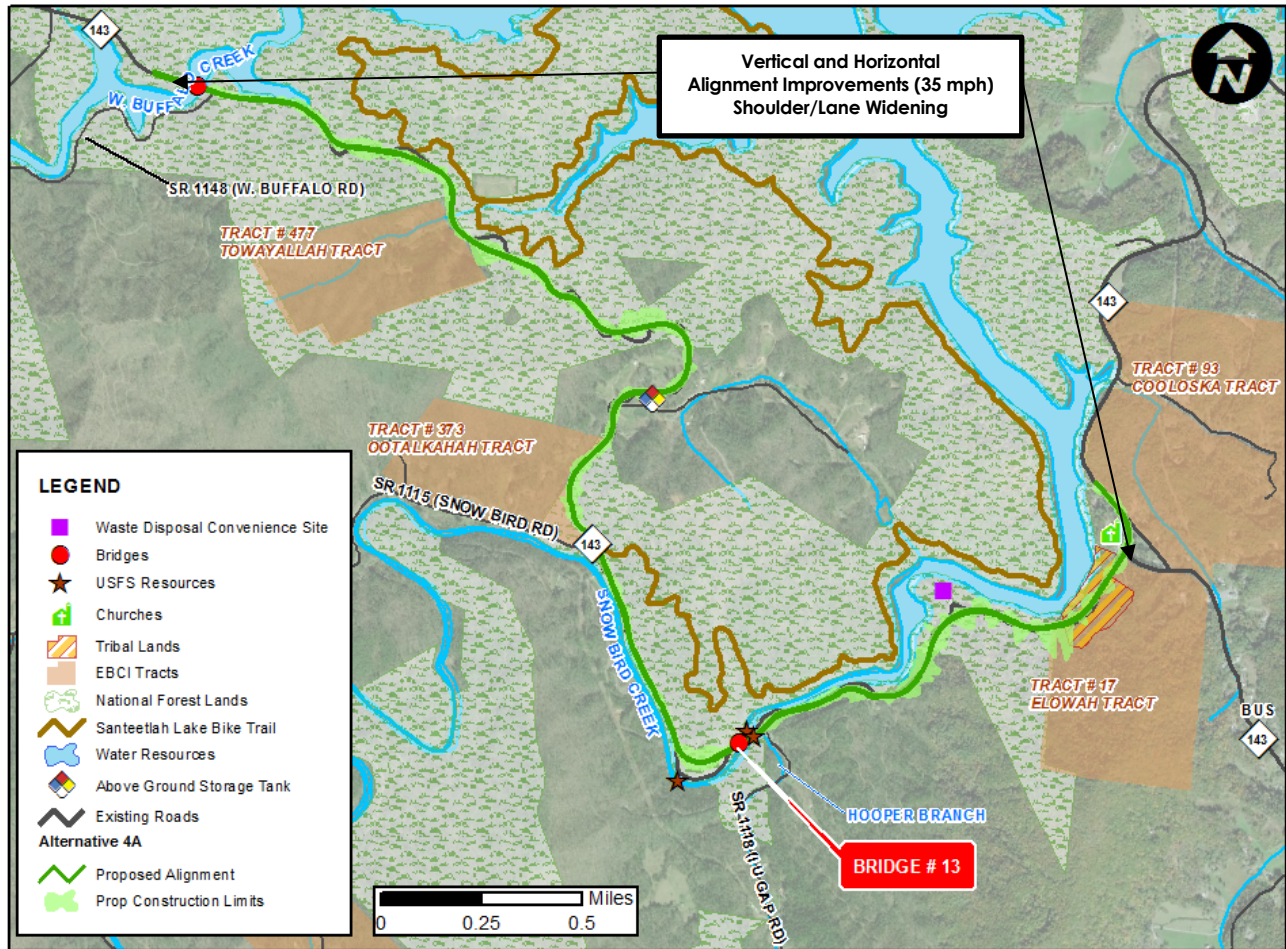 143
W. BUFFALO CREEK
Vertical and Horizontal
Alignment Improvements (35 mph)
Shoulder/Lane Widening
N
SR 1148 (W. BUFFALO RD)
TRACT # 477
TOWAYALLAH TRACT
143
TRACT # 93
COOLOSKA TRACT
TRACT # 373
OOTALKAHAH TRACT
SR 1115 (SNOW BIRD RD)
143
SNOW BIRD CREEK
TRACT # 17
ELOWAH TRACT
BUS
143
HOOPER BRANCH
SR 1118 GAP RD)
BRIDGE # 13
LEGEND
Waste Disposal Convenience Site
Bridges
USFS Resources
Churches
Tribal Lands
EBCI Tracts
National Forest Lands
Santeetlah Lake Bike Trail
Water Resources
Above Ground Storage Tank
Existing Roads
Alternative 4A
Proposed Alignment
Prop Construction Limits
Miles
0 0.25 0.5